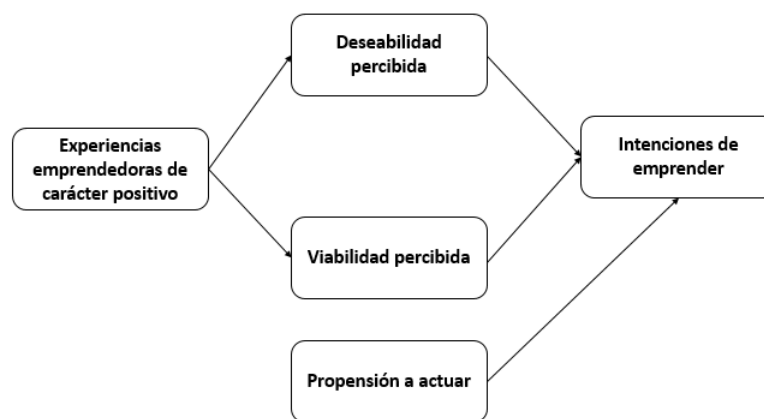 Deseabilidad
percibida
Experiencias
emprendedoras de
carácter positivo
Intenciones de
emprender
Viabilidad percibida
Propensión a actuar